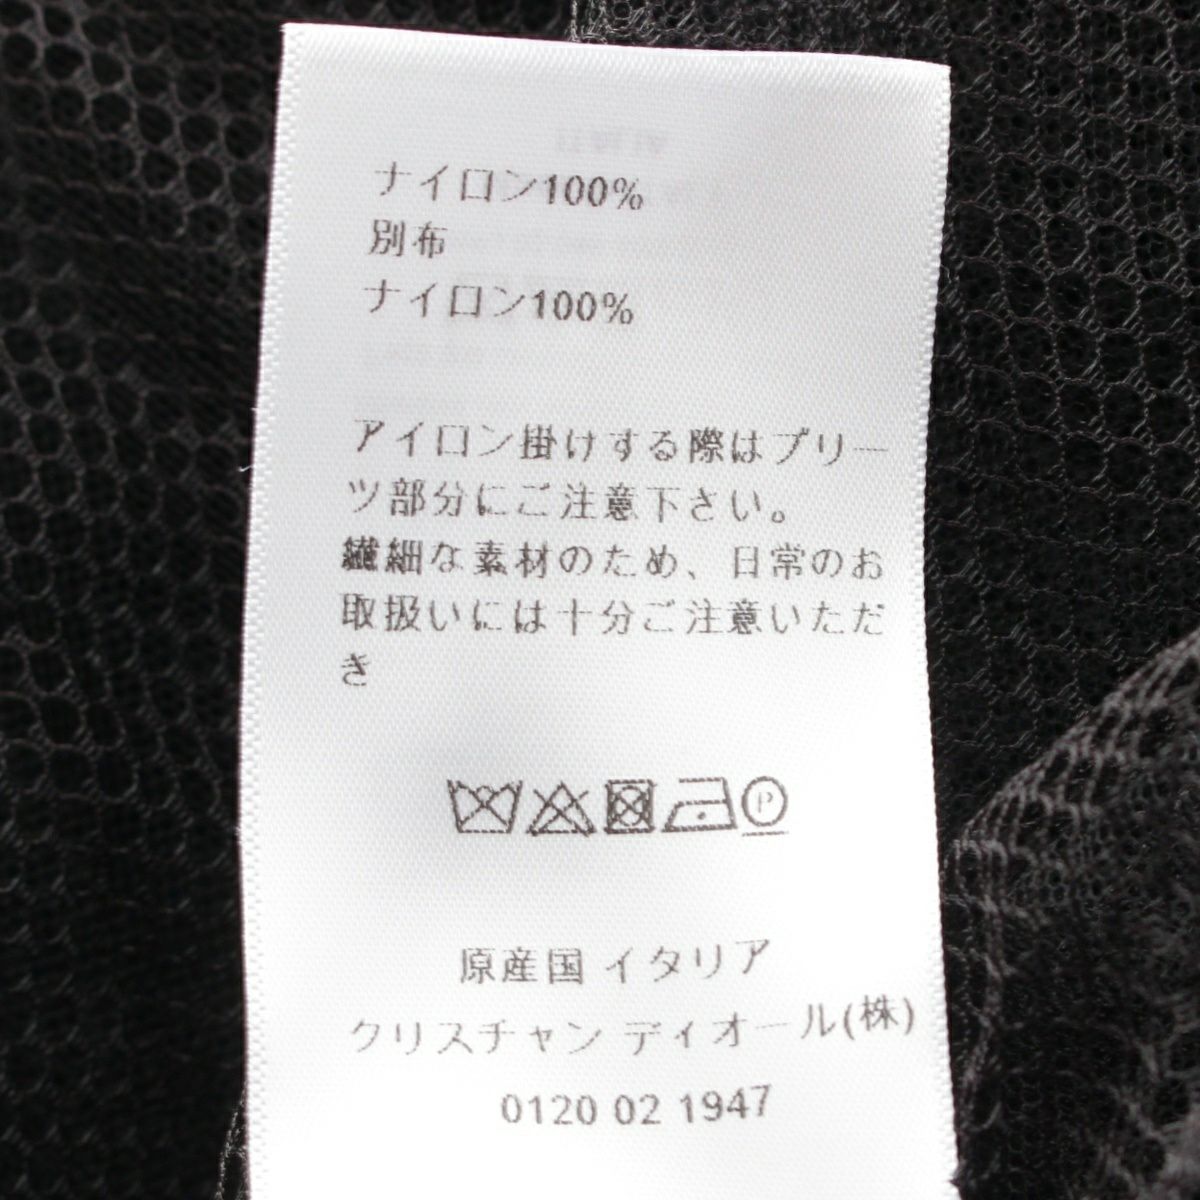 ナイロン100%
別布
ナイロン100%
アイロン掛けする際はプリー
ツ部分にご注意下さい。
繊細な素材のため、日常のお
取扱いには十分ご注意いただ
き
P
原産国 イタリア
クリスチャン ディオール(株)
0120 02 1947